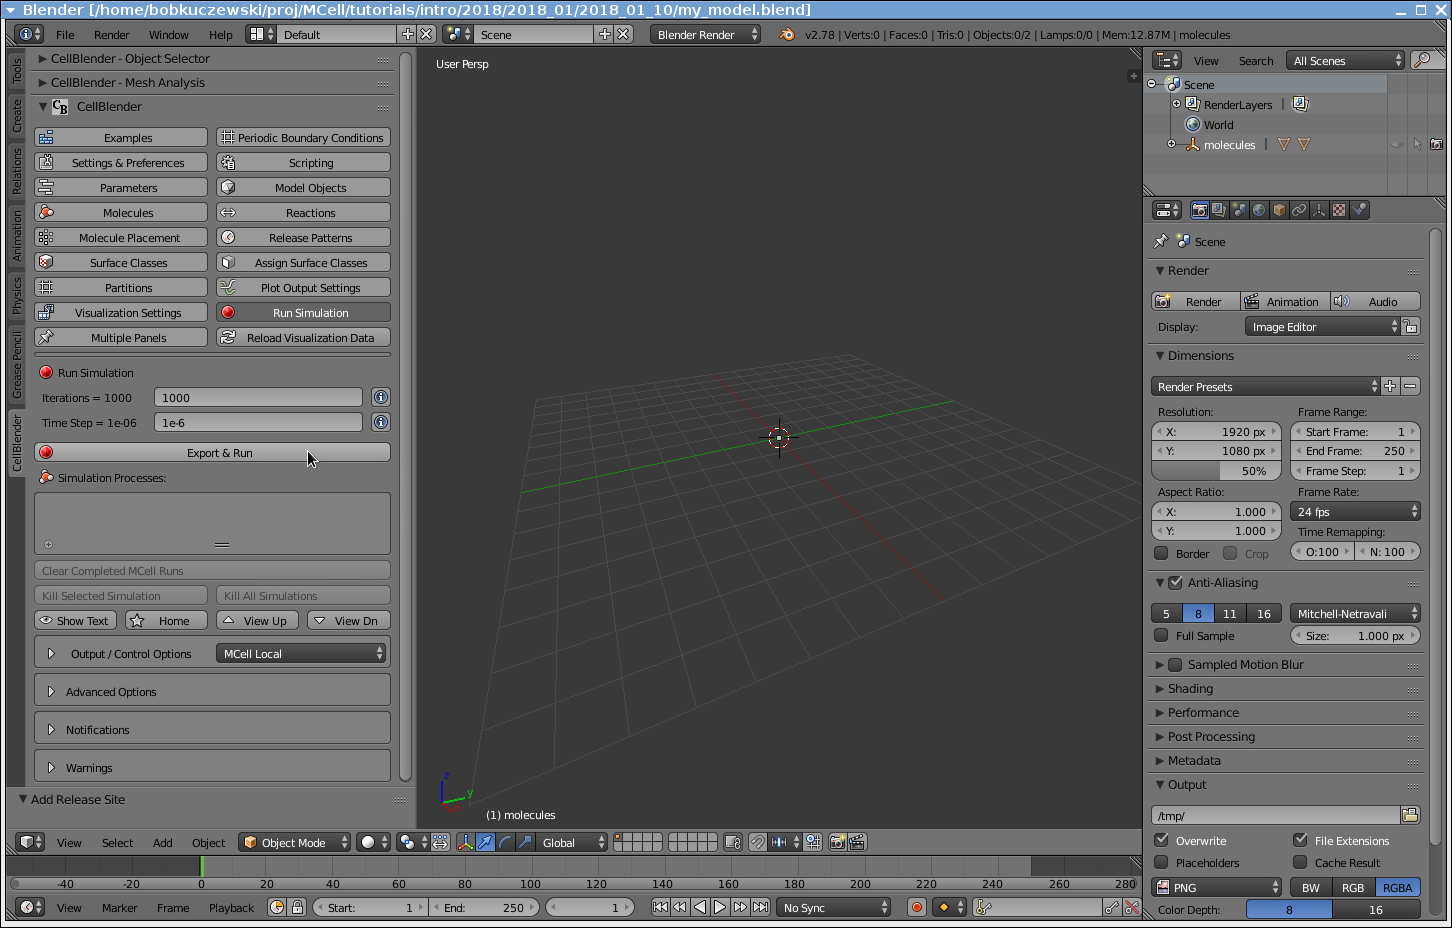 Blender [/home/bobkuczewski/proj/MCell/tutorials/intro/2018/2018_01/2018_01_10/my_model.blend]
File Render Window Help Default Scene Blender Render v2.78 | Verts:0 | Faces:0 | Tris:0 | Objects:0/2 | Lamps:0/0 | Mem:12.87M | molecules
Tools
Create
Relations
Animation
Physics
Grease Pencil
CellBlender
CellBlender - Object Selector
CellBlender - Mesh Analysis
CellBlender
Examples Periodic Boundary Conditions
Settings & Preferences Scripting
Parameters Model Objects
Molecules Reactions
Molecule Placement Release Patterns
Surface Classes Assign Surface Classes
Partitions Plot Output Settings
Visualization Settings Run Simulation
Multiple Panels Reload Visualization Data
Run Simulation
Iterations = 1000 1000
Time Step = 1e-06 1e-6
Export & Run
Simulation Processes:
Clear Completed MCell Runs
Kill Selected Simulation Kill All Simulations
Show Text Home View Up View Dn
Output / Control Options MCell Local
Advanced Options
Notifications
Warnings
Add Release Site
User Persp
z
y
x
(1) molecules
View Select Add Object Object Mode Global
-40 -20 0 20 40 60 80 100 120 140 160 180 200 220 240 260 280
View Marker Frame Playback Start: 1 End: 250 1 No Sync
View Search All Scenes
Scene
RenderLayers |
World
molecules |
Scene
Render
Render Animation Audio
Display: Image Editor
Dimensions
Render Presets
Resolution: Frame Range:
X: 1920 px Start Frame: 1
Y: 1080 px End Frame: 250
50% Frame Step: 1
Aspect Ratio: Frame Rate:
X: 1.000 24 fps
Y: 1.000 Time Remapping:
Border Crop O:100 N: 100
Anti-Aliasing
5 8 11 16 Mitchell-Netravali
Full Sample Size: 1.000 px
Sampled Motion Blur
Shading
Performance
Post Processing
Metadata
Output
/tmp/
Overwrite File Extensions
Placeholders Cache Result
PNG BW RGB RGBA
Color Depth: 8 16